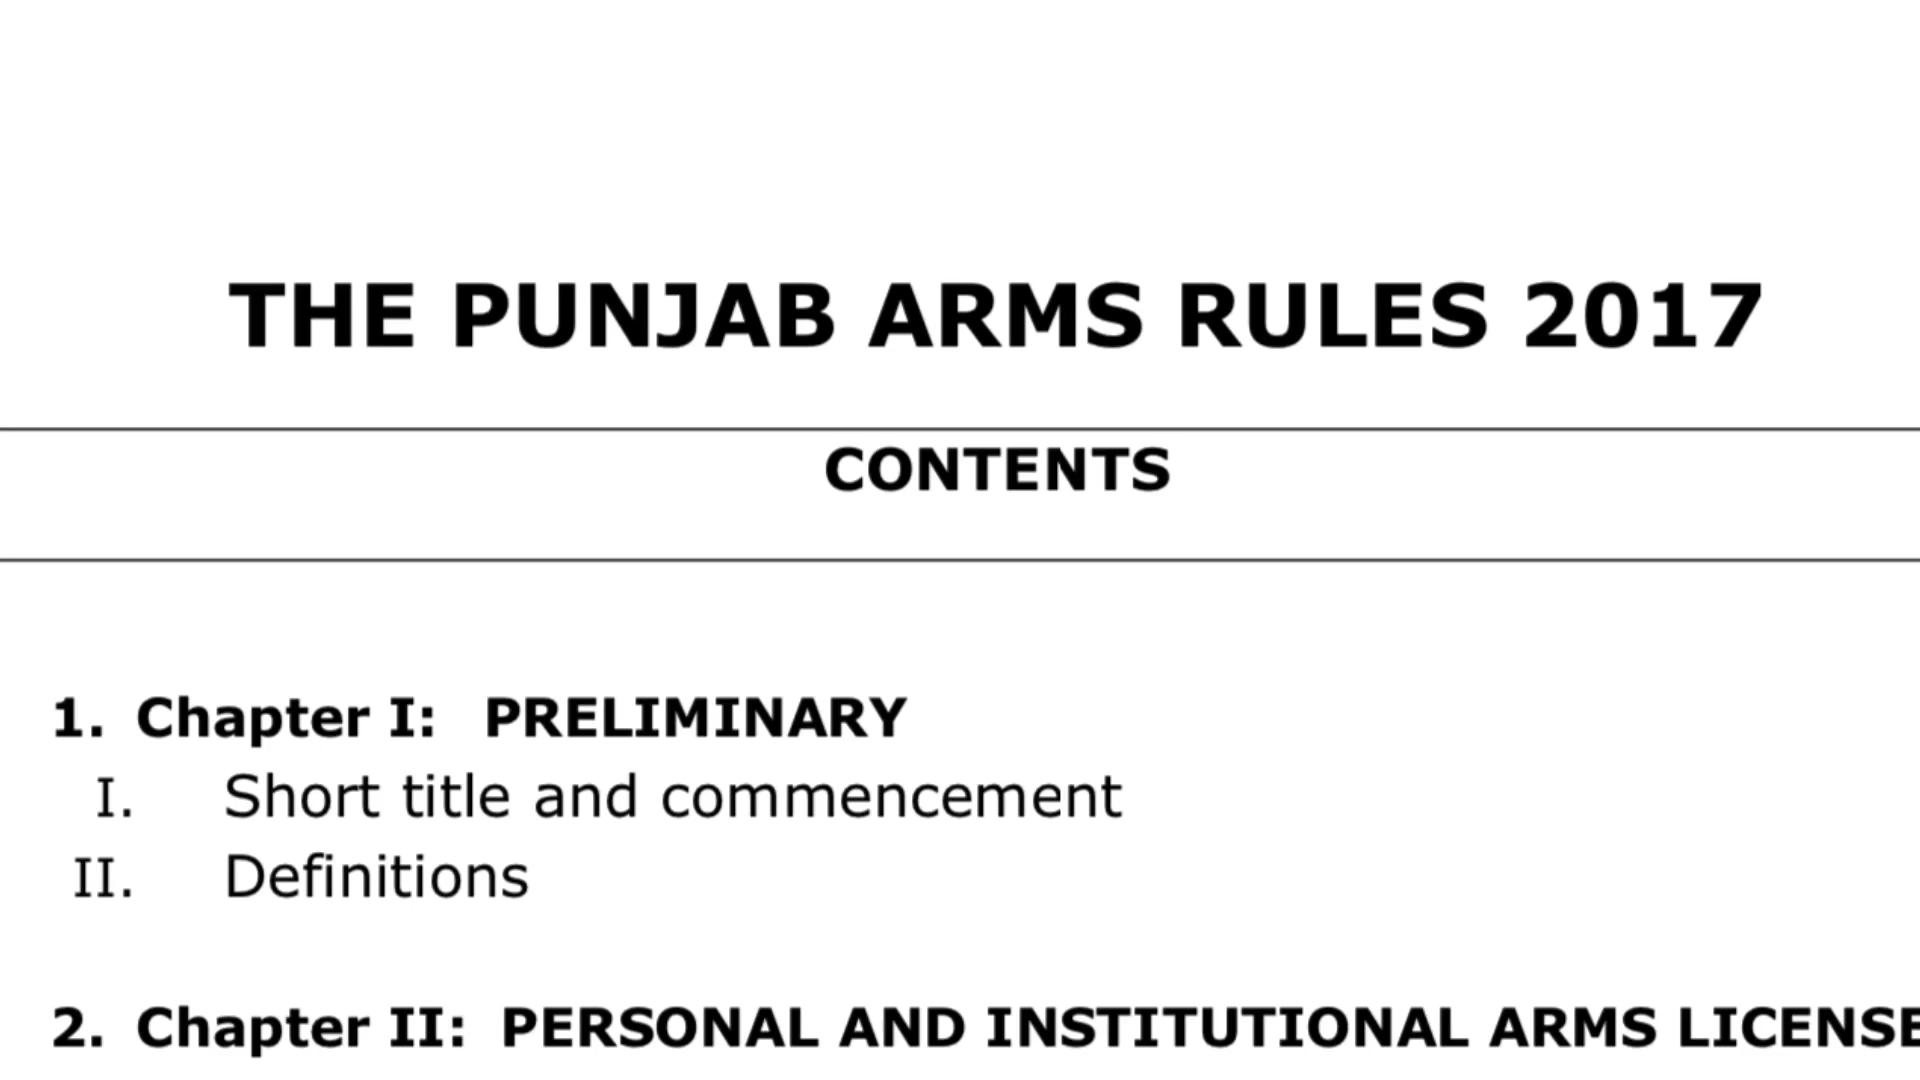 THE PUNJAB ARMS RULES 2017
CONTENTS
1. Chapter I: PRELIMINARY
I. Short title and commencement
II. Definitions
2. Chapter II: PERSONAL AND INSTITUTIONAL ARMS LICENSE